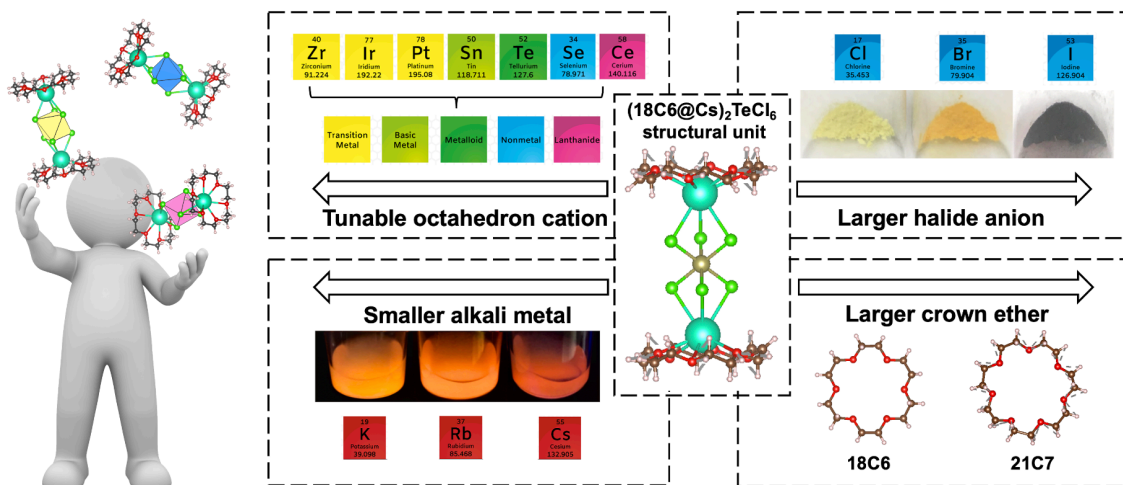 40
Zr
Zirconium
91.224
77
Ir
Iridium
192.22
78
Pt
Platinum
195.08
50
Sn
Tin
118.711
52
Te
Tellurium
127.6
34
Se
Selenium
78.971
58
Ce
Cerium
140.116
Transition
Metal
Basic
Metal
Metalloid
Nonmetal
Lanthanide
Tunable octahedron cation
(18C6@Cs)₂TeCl₆
structural unit
17
Cl
Chlorine
35.453
35
Br
Bromine
79.904
53
I
Iodine
126.904
Larger halide anion
Smaller alkali metal
19
K
Potassium
39.098
37
Rb
Rubidium
85.468
55
Cs
Cesium
132.905
Larger crown ether
18C6
21C7